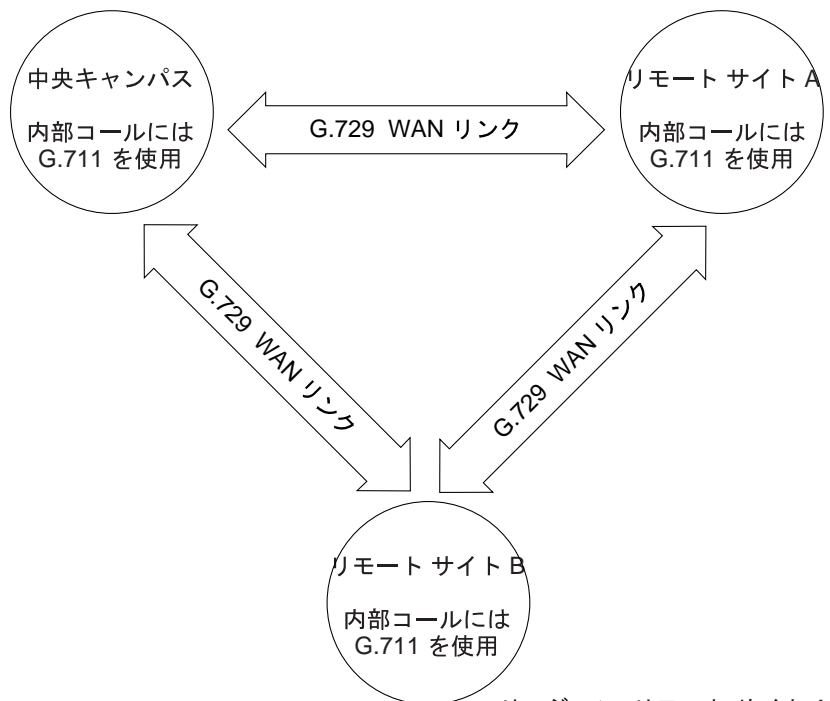 中央キャンパス
内部コールには
G.711 を使用
G.729 WAN リンク
リモート サイト A
内部コールには
G.711 を使用
G.729 WAN リンク
G.729 WAN リンク
リモート サイト B
内部コールには
G.711 を使用